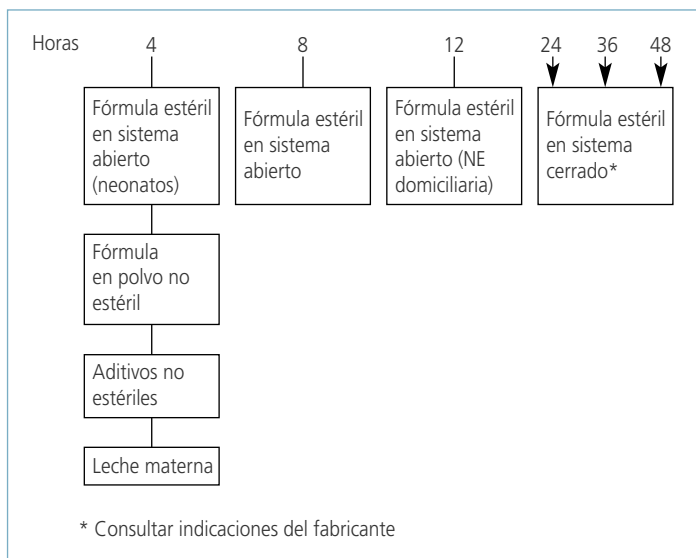 Horas 4 8 12 24 36 48
Fórmula estéril
en sistema
abierto
(neonatos)
Fórmula estéril
en sistema
abierto
Fórmula estéril
en sistema
abierto (NE
domiciliaria)
Fórmula estéril
en sistema
cerrado*
Fórmula
en polvo no
estéril
Aditivos no
estériles
Leche materna
* Consultar indicaciones del fabricante